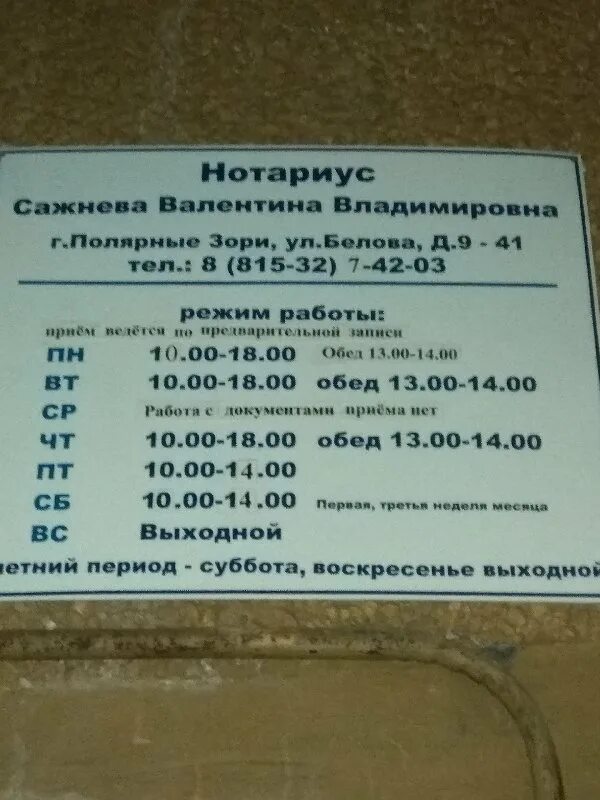 Нотариус
Сажнева Валентина Владимировна
г.Полярные Зори, ул.Белова, Д.9 - 41
тел.: 8 (815-32) 7-42-03
режим работы:
приём ведётся по предварительной записи
ПН 10.00-18.00 Обед 13.00-14.00
ВТ 10.00-18.00 обед 13.00-14.00
СР Работа с документами приёма нет
ЧТ 10.00-18.00 обед 13.00-14.00
ПТ 10.00-14.00
СБ 10.00-14.00 Первая, третья неделя месяца
ВС Выходной
летний период - суббота, воскресенье выходной